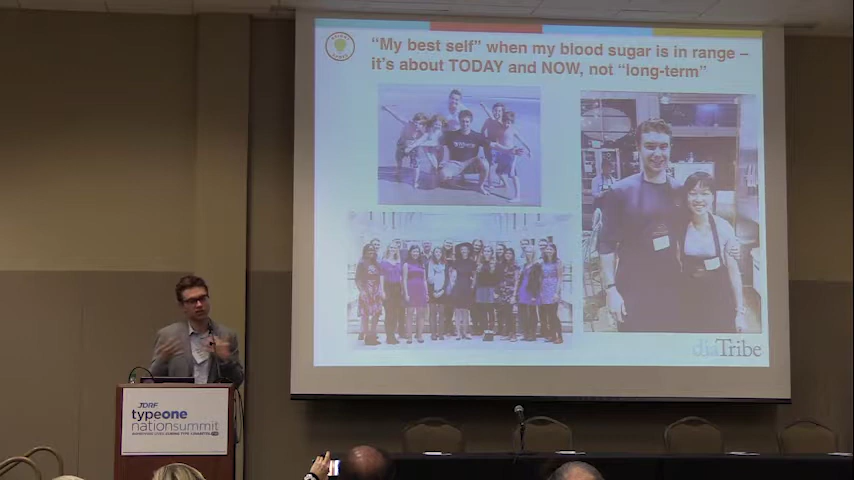 "My best self" when my blood sugar is in range –
it's about TODAY and NOW, not "long-term"
diaTribe
JDRF
typeone
nationsummit